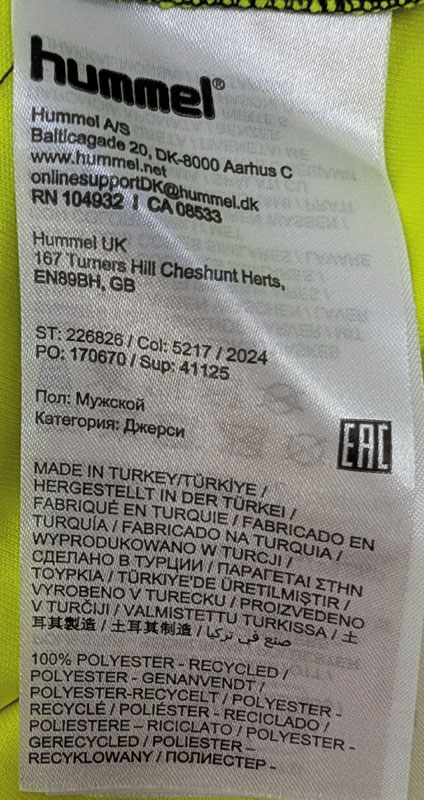 hummel®
Hummel A/S
Balticagade 20, DK-8000 Aarhus C
www.hummel.net
onlinesupportDK@hummel.dk
RN 104932 | CA 08533
Hummel UK
167 Turners Hill Cheshunt Herts,
EN89BH, GB
ST: 226826 / Col: 5217 / 2024
PO: 170670 / Sup: 41125
Пол: Мужской
Категория: Джерси
EAC
MADE IN TURKEY/TÜRKİYE /
HERGESTELLT IN DER TÜRKEI /
FABRIQUÉ EN TURQUIE / FABRICADO EN
TURQUÍA / FABRICADO NA TURQUIA /
WYPRODUKOWANO W TURCJI /
СДЕЛАНО В ТУРЦИИ / ΠΑΡΑΓΕΤΑΙ ΣΤΗΝ
ΤΟΥΡΚΙΑ / TÜRKİYE'DE ÜRETİLMİŞTİR /
VYROBENO V TURECKU / PROIZVEDENO
V TURČIJI / VALMISTETTU TURKISSA / 土
耳其製造 / 土耳其制造 / صنع في تركيا
100% POLYESTER - RECYCLED /
POLYESTER - GENANVENDT /
POLYESTER-RECYCELT / POLYESTER -
RECYCLÉ / POLIÉSTER - RECICLADO /
POLIESTERE – RICICLATO / POLYESTER -
GERECYCLED / POLIESTER –
RECYKLOWANY / ПОЛИЕСТЕР -